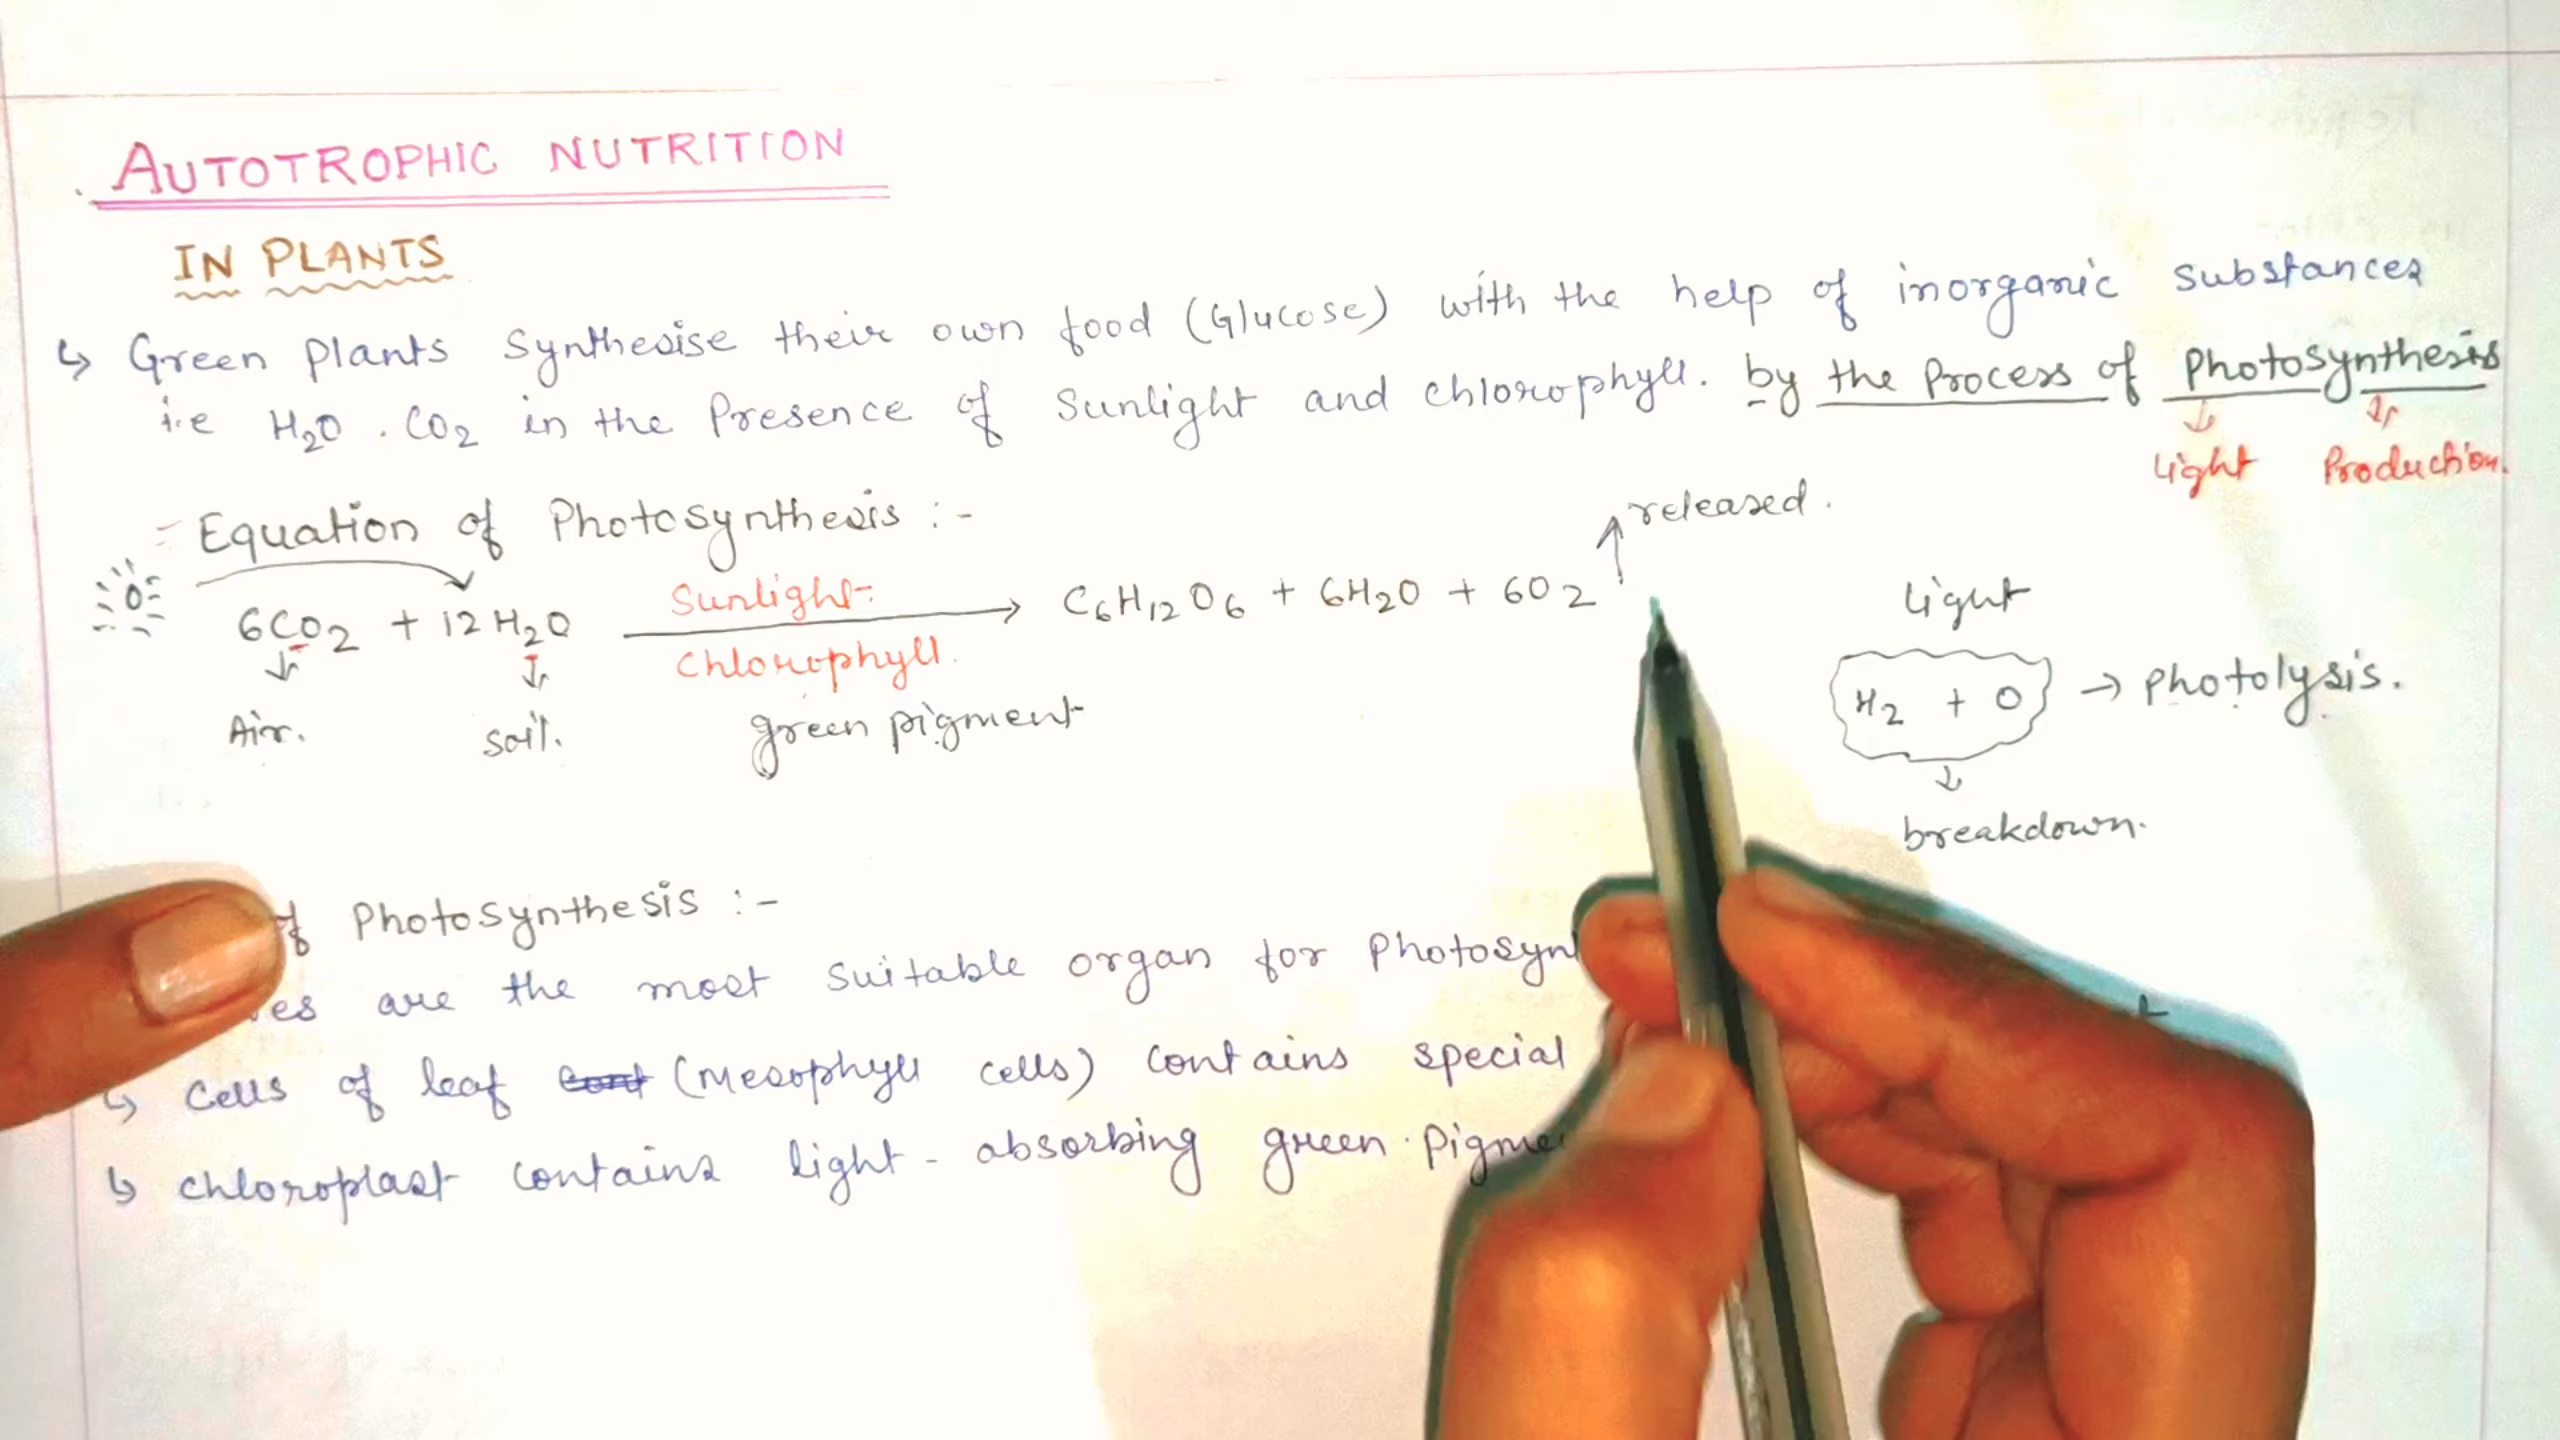 AUTOTROPHIC NUTRITION
IN PLANTS
↳ Green plants synthesise their own food (Glucose) with the help of inorganic substances
i.e H₂O . CO₂ in the Presence of sunlight and chlorophyll. by the Process of Photosynthesis
Light Production.
Equation of Photosynthesis :-
released.
6CO₂ + 12H₂O Sunlight → C₆H₁₂O₆ + 6H₂O + 6O₂ ↑
Chlorophyll.
Air. soil. green pigment
Light
H₂ + O → Photolysis.
breakdown.
Photosynthesis :-
are the most suitable organ for
↳ Cells of leaf (Mesophyll cells) contains special
↳ chloroplast contains light - absorbing green